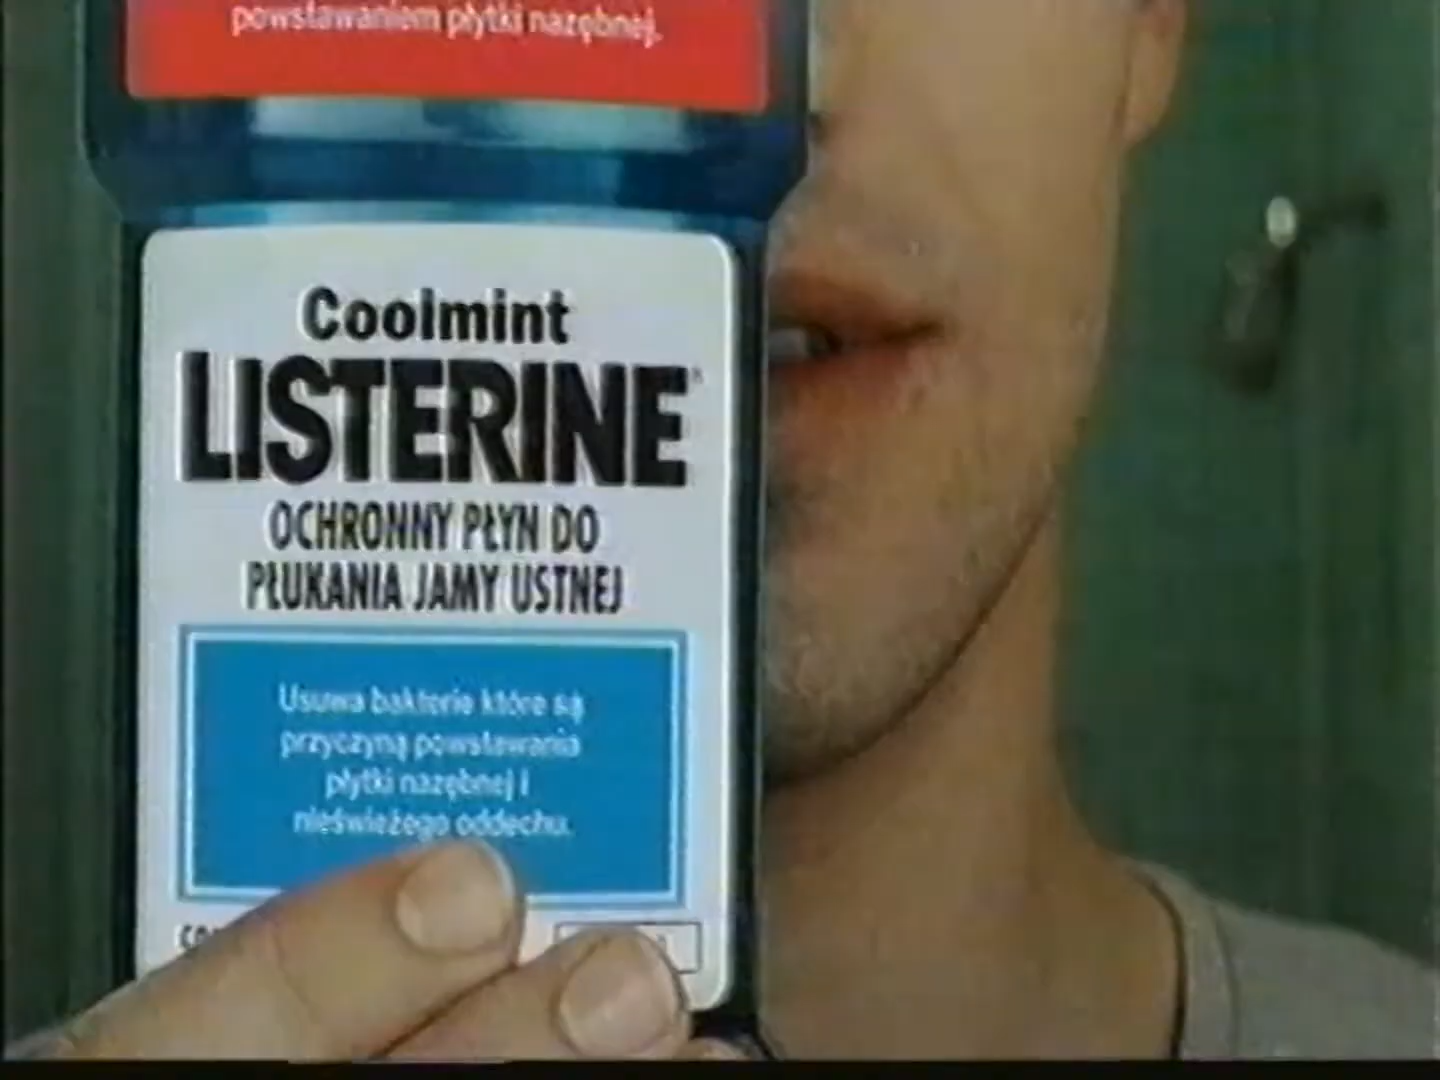 powstawaniem płytki nazębnej.
Coolmint
LISTERINE®
OCHRONNY PŁYN DO
PŁUKANIA JAMY USTNEJ
Usuwa bakterie które są
przyczyną powstawania
płytki nazębnej i
nieświeżego oddechu.